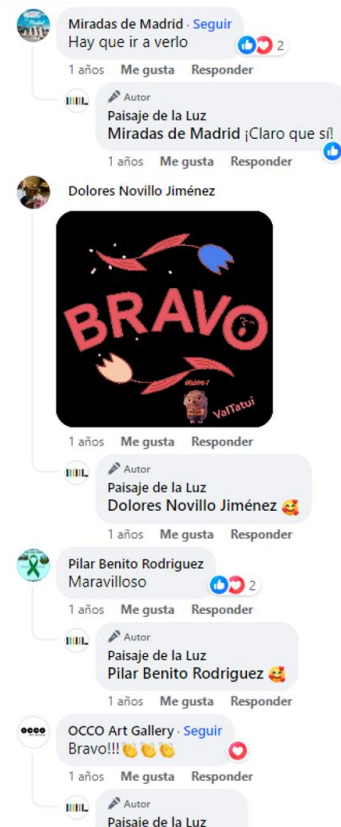 Miradas de Madrid · Seguir
Hay que ir a verlo
2
1 años Me gusta Responder
Autor
Paisaje de la Luz
Miradas de Madrid ¡Claro que sí!
1 años Me gusta Responder
Dolores Novillo Jiménez
BRAVO
ValTatui
1 años Me gusta Responder
Autor
Paisaje de la Luz
Dolores Novillo Jiménez 🥰
1 años Me gusta Responder
Pilar Benito Rodriguez
Maravilloso
2
1 años Me gusta Responder
Autor
Paisaje de la Luz
Pilar Benito Rodriguez 🥰
1 años Me gusta Responder
OCCO
OCCO Art Gallery · Seguir
Bravo!!!👏👏👏
1 años Me gusta Responder
Autor
Paisaje de la Luz